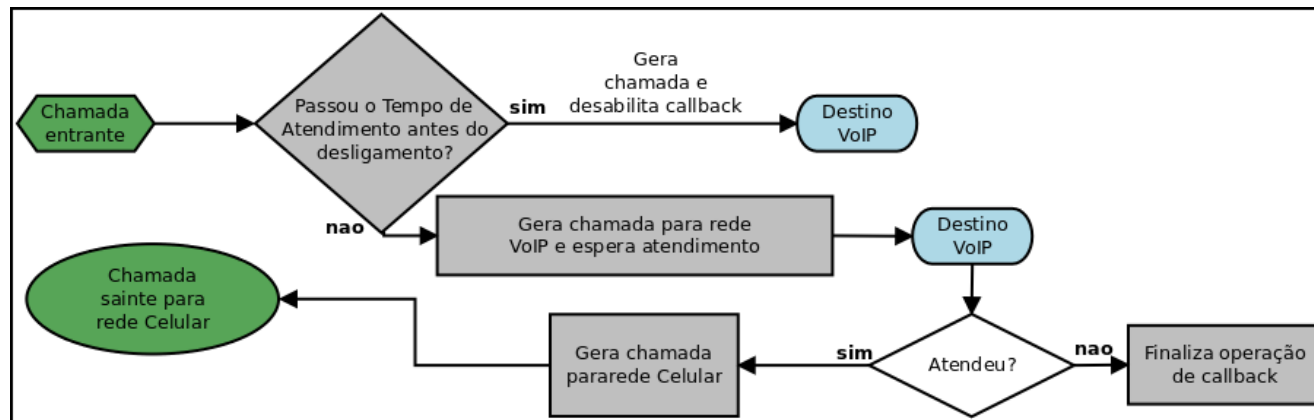 Chamada
entrante
Passou o Tempo de
Atendimento antes do
desligamento?
sim
Gera
chamada e
desabilita callback
Destino
VoIP
nao
Gera chamada para rede
VoIP e espera atendimento
Destino
VoIP
Atendeu?
nao
Finaliza operação
de callback
sim
Gera chamada
pararede Celular
Chamada
sainte para
rede Celular